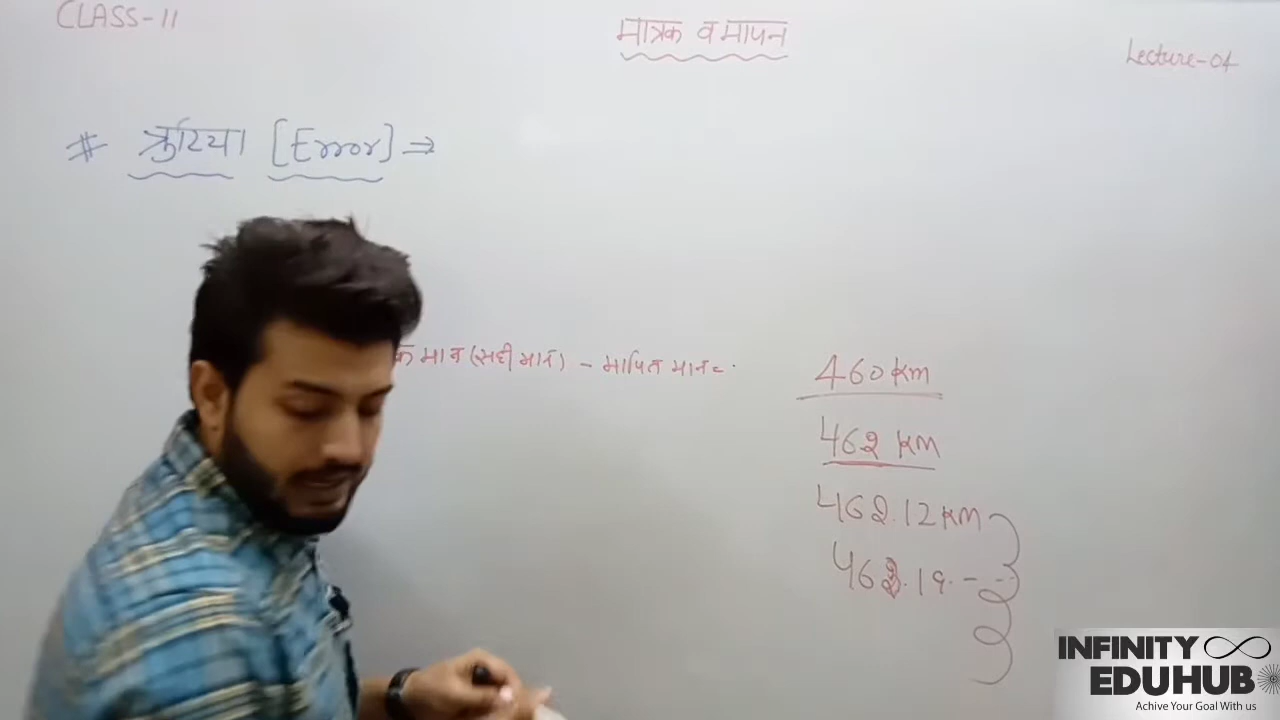 CLASS-11
मात्रक व मापन
Lecture-04
# त्रुटिया [Error] ⇒
क मान (सही मान) - मापित मान =
460 km
462 km
462.12 km
462.19. - -
INFINITY
EDUHUB
Achive Your Goal With us